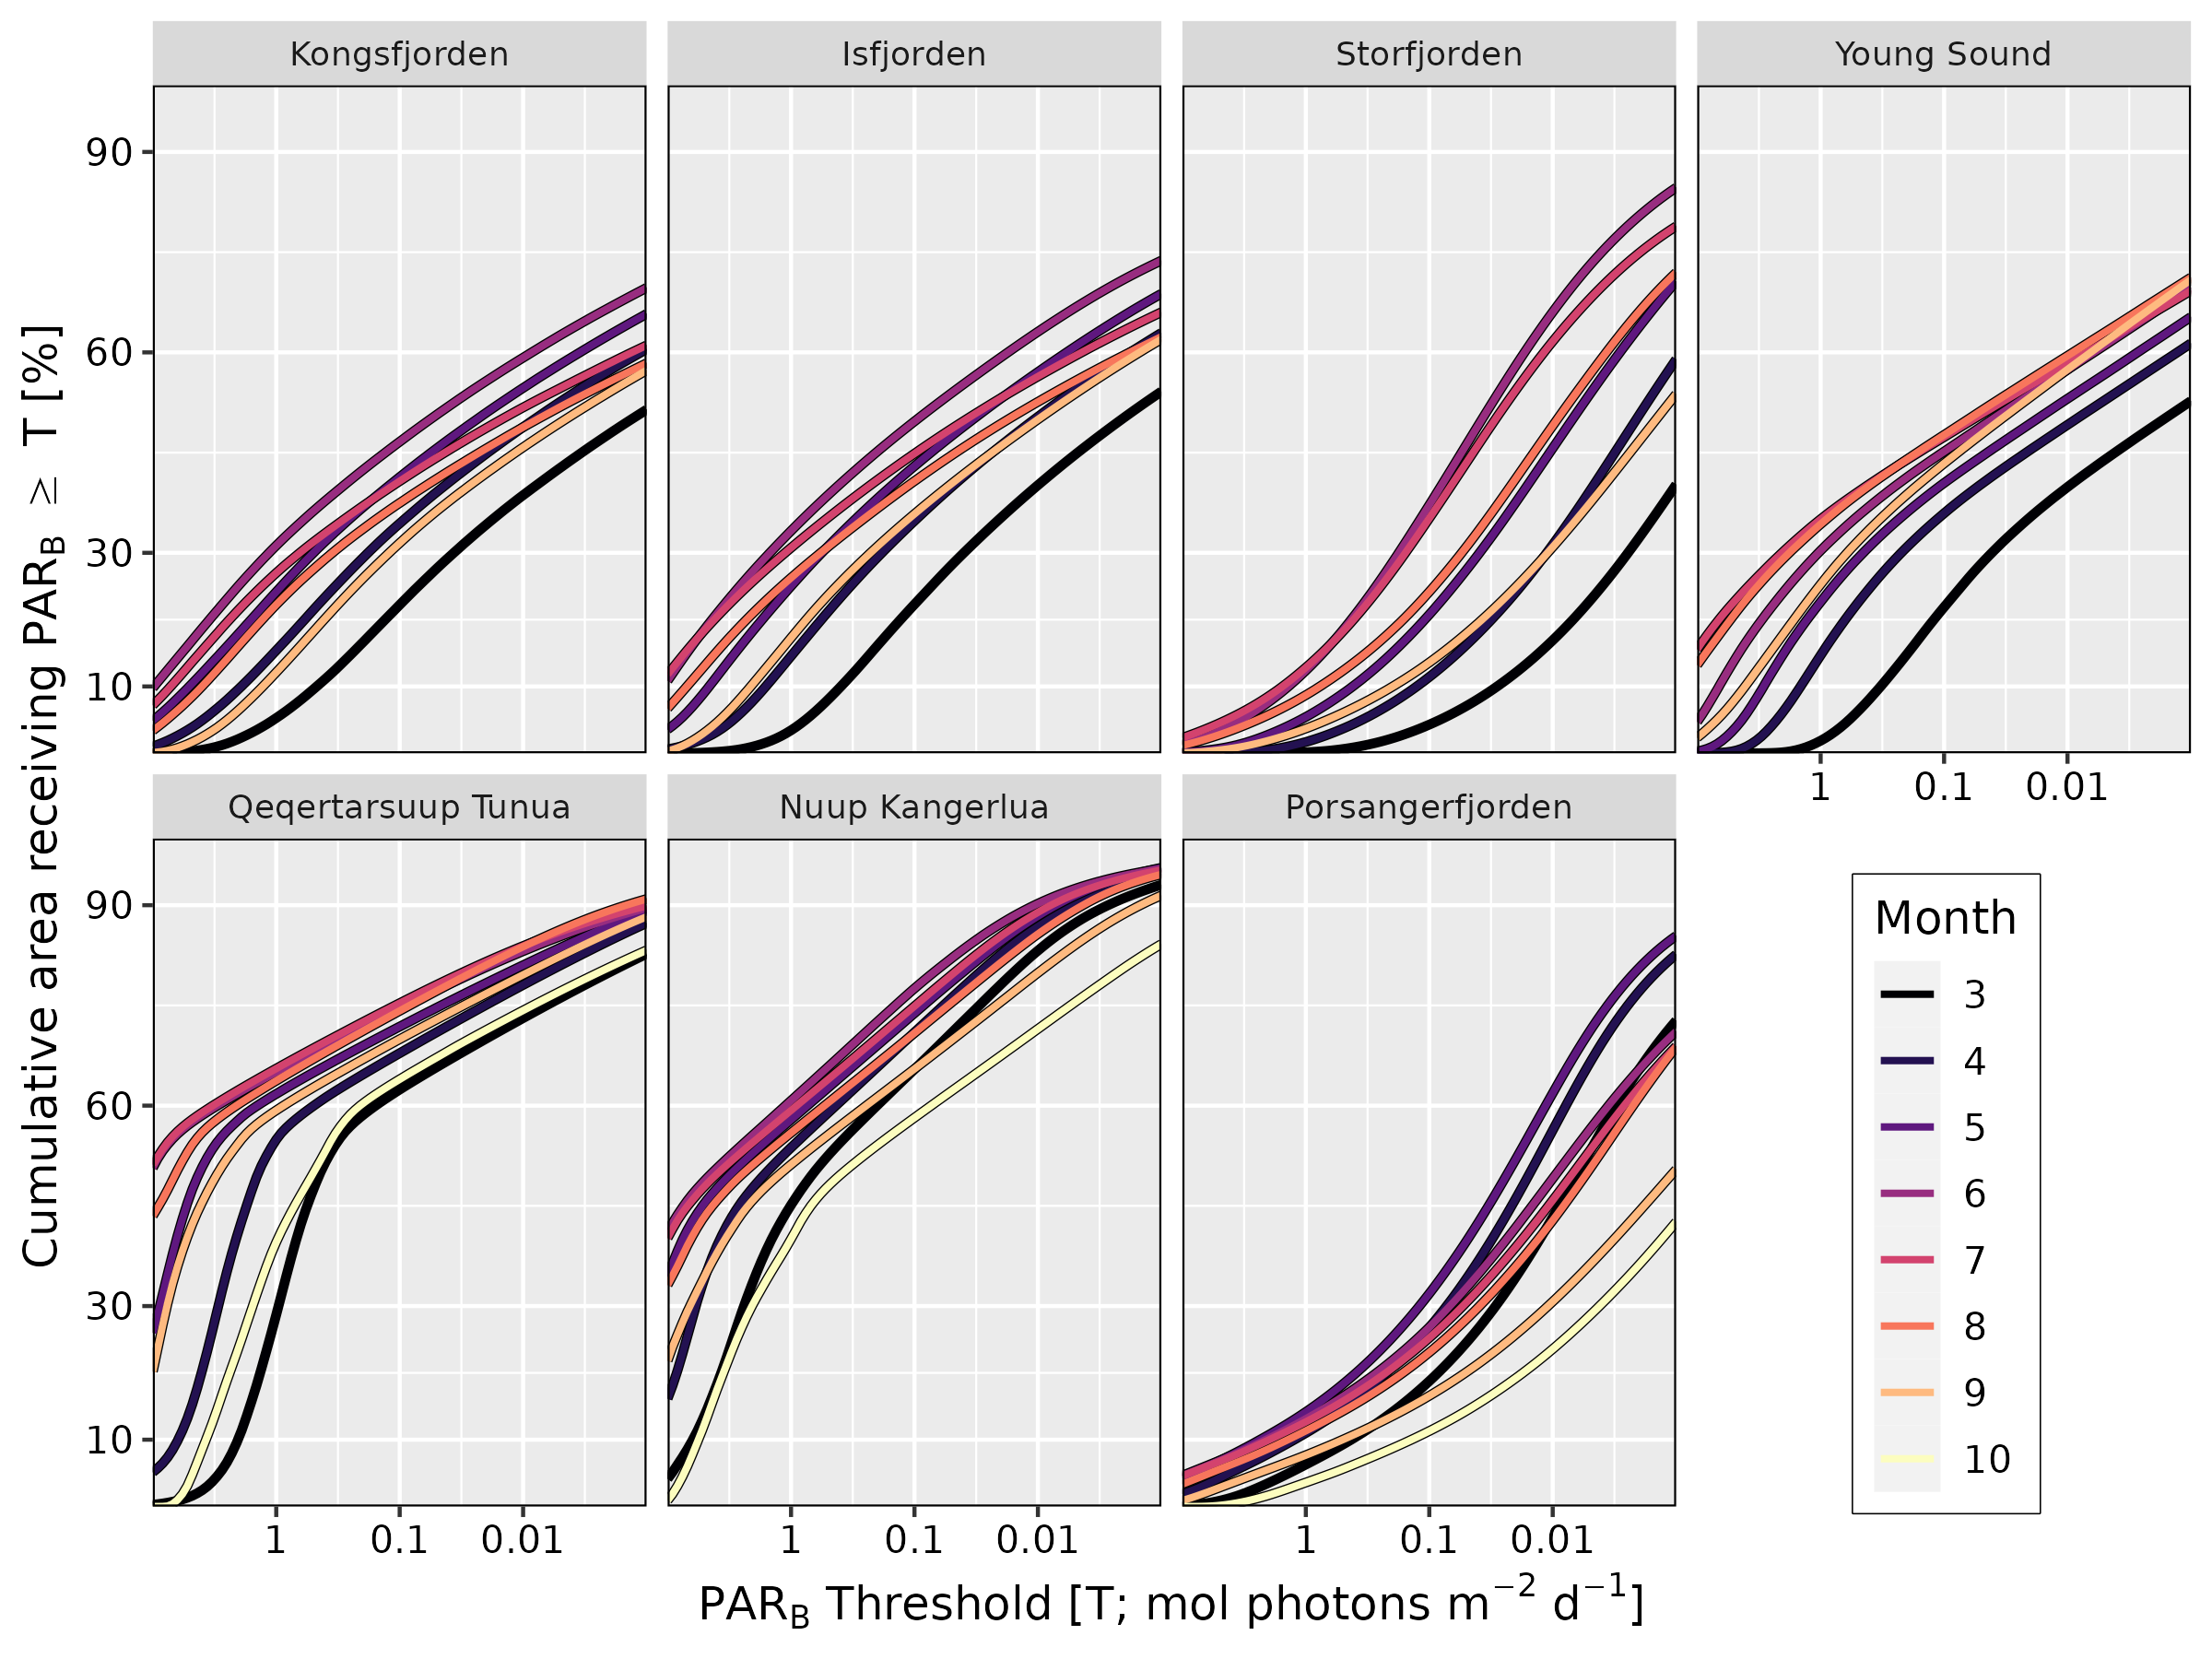 Kongsfjorden
Isfjorden
Storfjorden
Young Sound
90
60
30
10
1
0.1
0.01
Cumulative area receiving PAR_B ≥ T [%]
Qeqertarsuup Tunua
Nuup Kangerlua
Porsangerfjorden
90
60
30
10
1
0.1
0.01
1
0.1
0.01
1
0.1
0.01
PAR_B Threshold [T; mol photons m⁻² d⁻¹]
Month
3
4
5
6
7
8
9
10